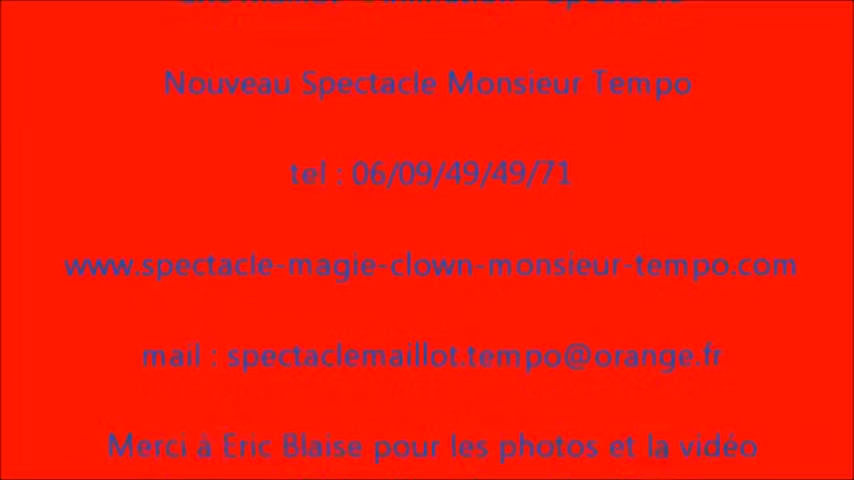 Nouveau Spectacle Monsieur Tempo
tel : 06/09/49/49/71
www.spectacle-magie-clown-monsieur-tempo.com
mail : spectaclemaillot.tempo@orange.fr
Merci à Eric Blaise pour les photos et la vidéo